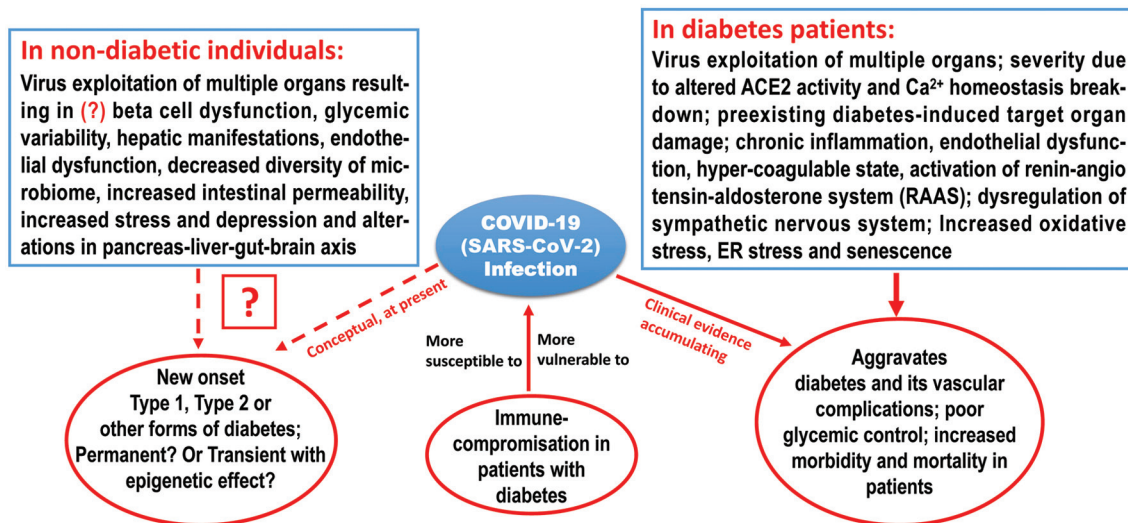 In non-diabetic individuals:
Virus exploitation of multiple organs result-
ing in (?) beta cell dysfunction, glycemic
variability, hepatic manifestations, endothe-
lial dysfunction, decreased diversity of mic-
robiome, increased intestinal permeability,
increased stress and depression and alter-
ations in pancreas-liver-gut-brain axis
In diabetes patients:
Virus exploitation of multiple organs; severity due
to altered ACE2 activity and Ca²⁺ homeostasis break-
down; preexisting diabetes-induced target organ
damage; chronic inflammation, endothelial dysfunc-
tion, hyper-coagulable state, activation of renin-angio
tensin-aldosterone system (RAAS); dysregulation of
sympathetic nervous system; Increased oxidative
stress, ER stress and senescence
COVID-19
(SARS-CoV-2)
Infection
?
Conceptual, at present
More
susceptible to
More
vulnerable to
Clinical evidence
accumulating
New onset
Type 1, Type 2 or
other forms of diabetes;
Permanent? Or Transient with
epigenetic effect?
Immune-
compromisation in
patients with
diabetes
Aggravates
diabetes and its vascular
complications; poor
glycemic control; increased
morbidity and mortality in
patients